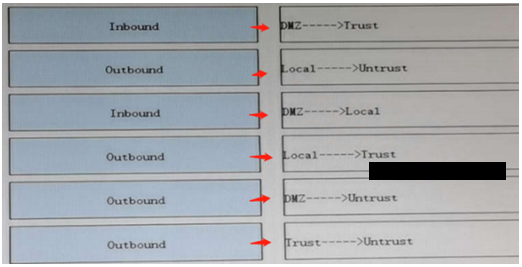 Inbound DMZ----->Trust
Outbound Local----->Untrust
Inbound DMZ----->Local
Outbound Local----->Trust
Outbound DMZ----->Untrust
Outbound Trust----->Untrust